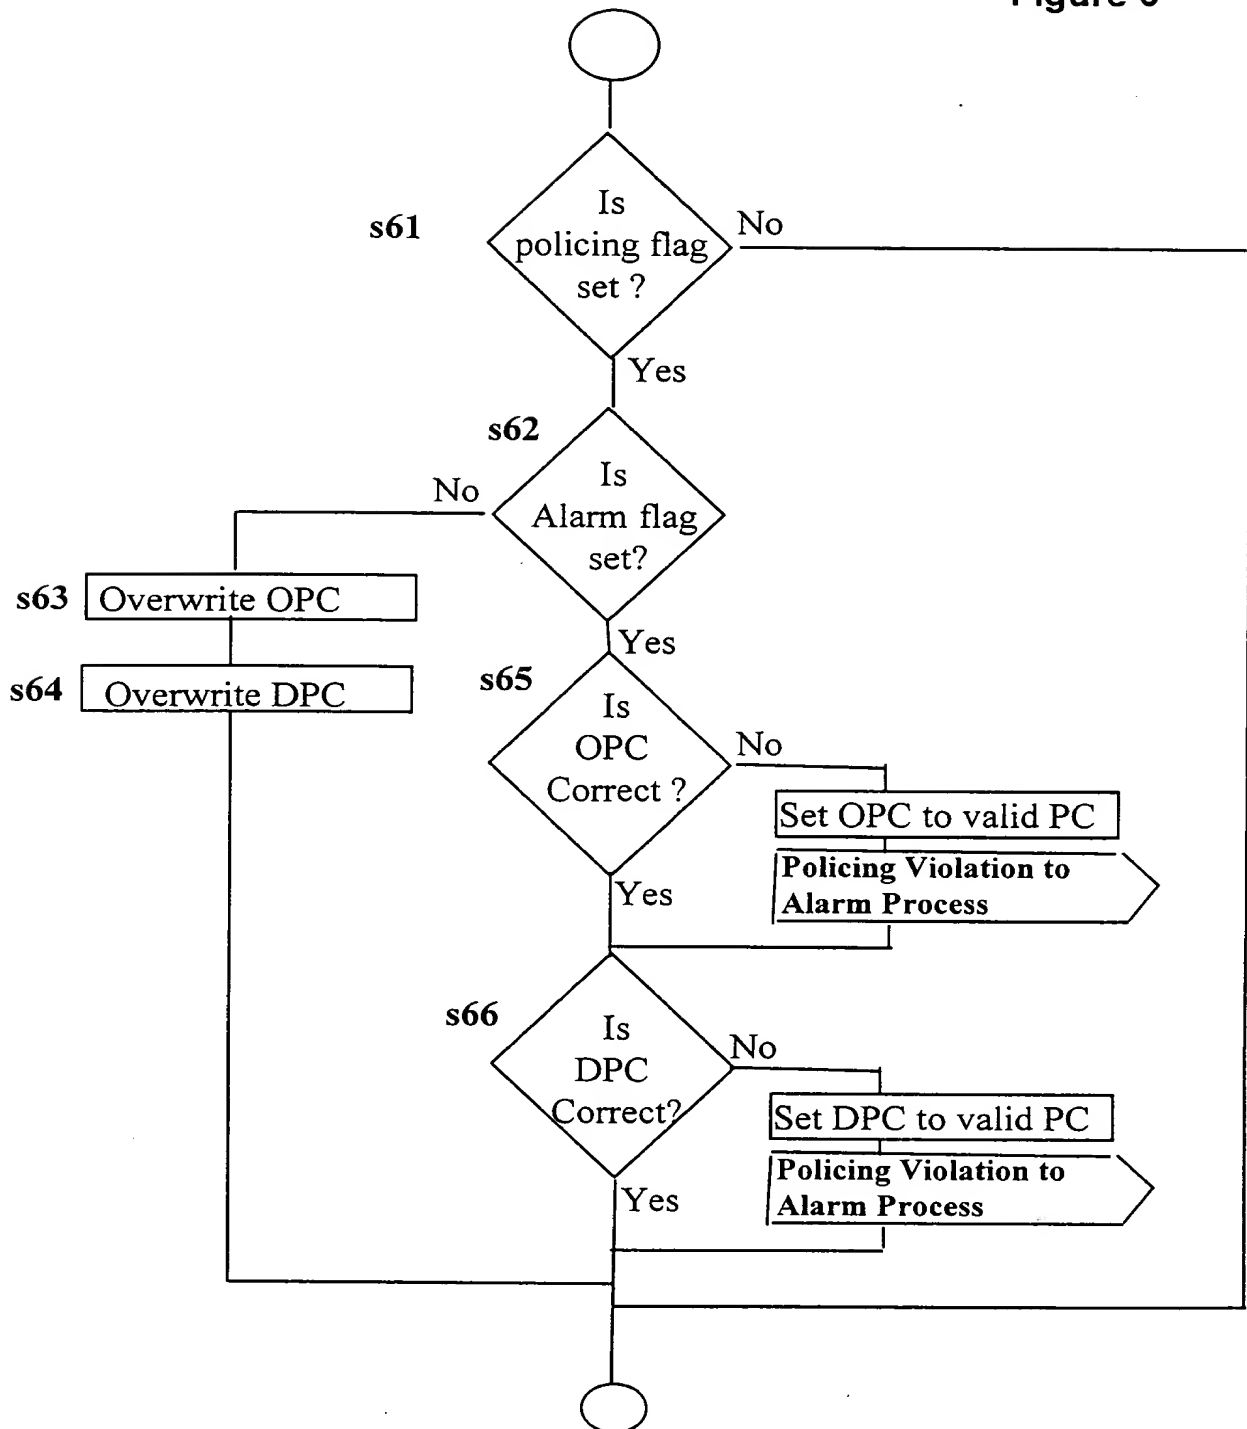 s61
Is
policing flag
set ?
No
Yes
s62
Is
Alarm flag
set?
No
s63
Overwrite OPC
s64
Overwrite DPC
Yes
s65
Is
OPC
Correct ?
No
Set OPC to valid PC
Policing Violation to
Alarm Process
Yes
s66
Is
DPC
Correct?
No
Set DPC to valid PC
Policing Violation to
Alarm Process
Yes